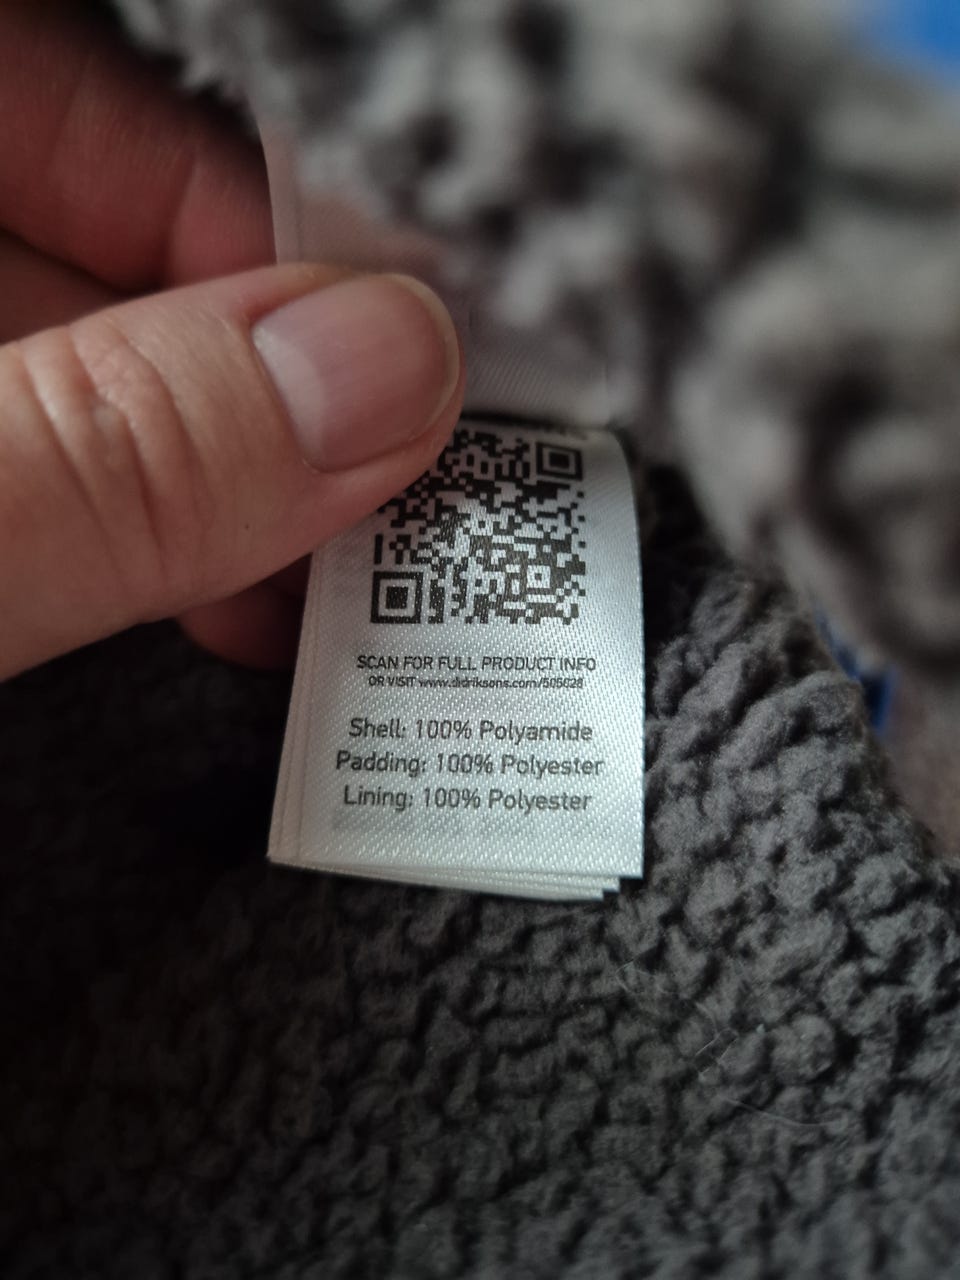 SCAN FOR FULL PRODUCT INFO
OR VISIT www.didriksons.com/505028
Shell: 100% Polyamide
Padding: 100% Polyester
Lining: 100% Polyester